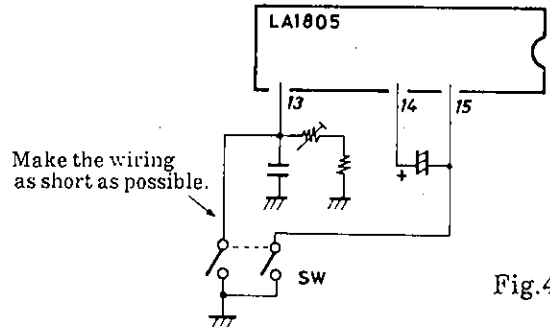 LA1805
13
14
15
+
Make the wiring
as short as possible.
SW
Fig.4